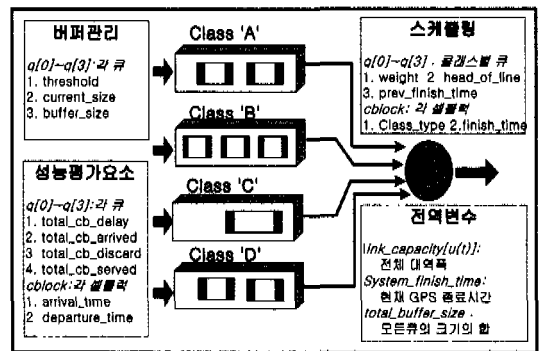 버퍼관리
q[0]~q[3]:각 큐
1. threshold
2. current_size
3. buffer_size
성능평가요소
q[0]~q[3]:각 큐
1. total_cb_delay
2. total_cb_arrived
3 total_cb_discard
4. total_cb_served
cblock:각 셀블럭
1. arrival_time
2 departure_time
Class 'A'
Class 'B'
Class 'C'
Class 'D'
스케쥴링
q[0]~q[3] : 클래스별 큐
1. weight 2 head_of_line
3. prev_finish_time
cblock: 각 셀블럭
1. Class_type 2.finish_time
전역변수
link_capacity[u(t)]:
전체 대역폭
System_finish_time:
현재 GPS 종료시간
total_buffer_size :
모든큐의 크기의 합